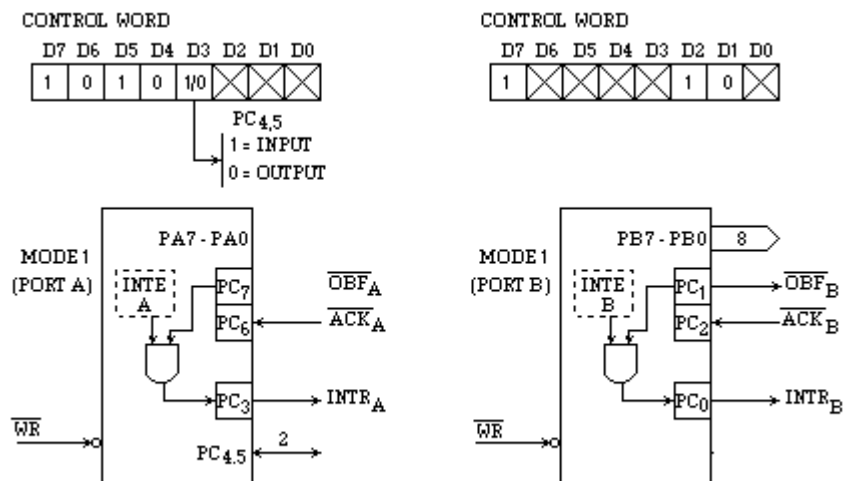 CONTROL WORD
D7 D6 D5 D4 D3 D2 D1 D0
1 0 1 0 1/0
PC4,5
1 = INPUT
0 = OUTPUT
MODE 1
(PORT A)
PA7 - PA0
INTE
A
PC7
OBFA
PC6
ACKA
PC3
INTRA
WR
PC4,5
2
CONTROL WORD
D7 D6 D5 D4 D3 D2 D1 D0
1 1 0
MODE 1
(PORT B)
PB7 - PB0
8
INTE
B
PC1
OBFB
PC2
ACKB
PC0
INTRB
WR